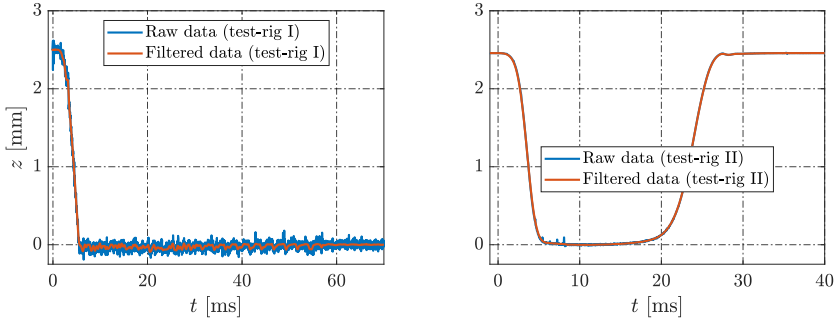 3
2
1
0
z [mm]
Raw data (test-rig I)
Filtered data (test-rig I)
0 20 40 60
t [ms]
3
2
1
0
Raw data (test-rig II)
Filtered data (test-rig II)
0 10 20 30 40
t [ms]